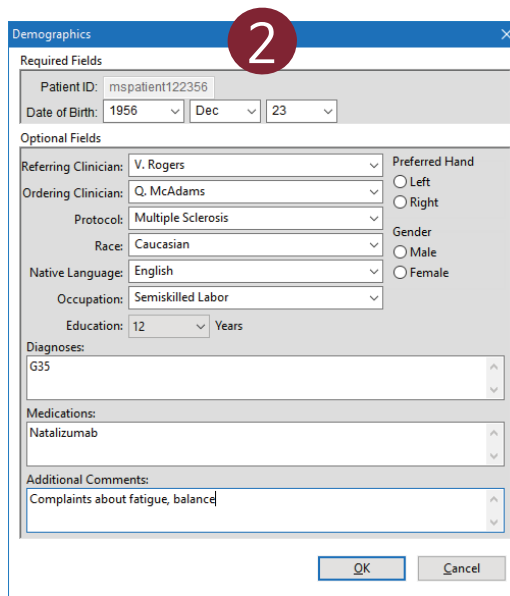 Demographics
2
Required Fields
Patient ID: mspatient122356
Date of Birth: 1956 Dec 23
Optional Fields
Referring Clinician: V. Rogers
Preferred Hand
Left
Ordering Clinician: Q. McAdams
Right
Protocol: Multiple Sclerosis
Gender
Race: Caucasian
Male
Native Language: English
Female
Occupation: Semiskilled Labor
Education: 12 Years
Diagnoses:
G35
Medications:
Natalizumab
Additional Comments:
Complaints about fatigue, balance
OK Cancel